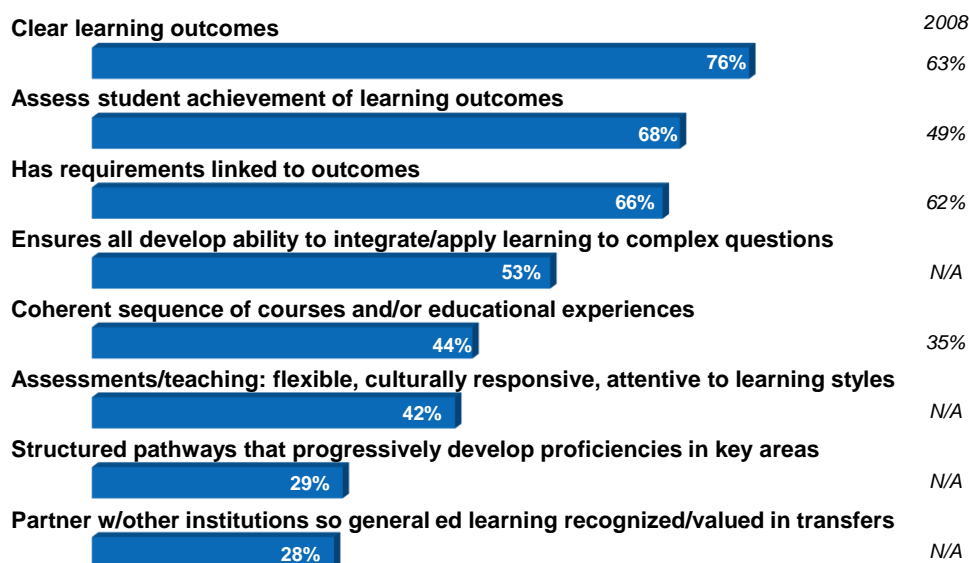 2008
Clear learning outcomes
76% 63%
Assess student achievement of learning outcomes
68% 49%
Has requirements linked to outcomes
66% 62%
Ensures all develop ability to integrate/apply learning to complex questions
53% N/A
Coherent sequence of courses and/or educational experiences
44% 35%
Assessments/teaching: flexible, culturally responsive, attentive to learning styles
42% N/A
Structured pathways that progressively develop proficiencies in key areas
29% N/A
Partner w/other institutions so general ed learning recognized/valued in transfers
28% N/A